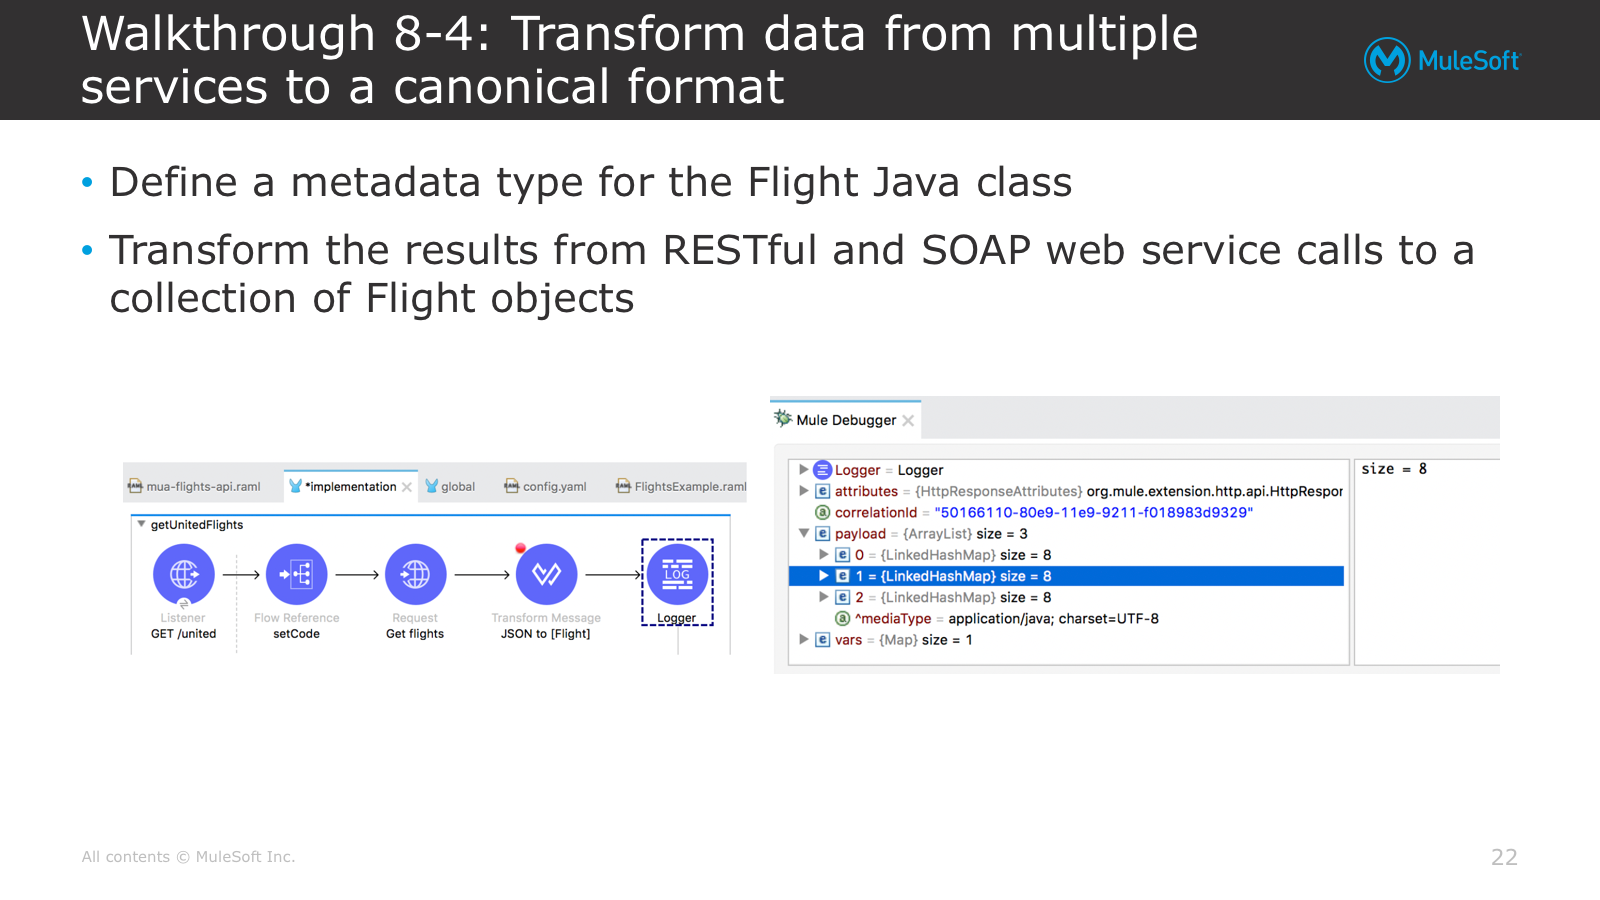 Walkthrough 8-4: Transform data from multiple
services to a canonical format
MuleSoft
• Define a metadata type for the Flight Java class
• Transform the results from RESTful and SOAP web service calls to a
collection of Flight objects
mua-flights-api.raml *implementation global config.yaml FlightsExample.raml
getUnitedFlights
LOG
Listener Flow Reference Request Transform Message Logger
GET /united setCode Get flights JSON to [Flight]
Mule Debugger
Logger = Logger
attributes = {HttpResponseAttributes} org.mule.extension.http.api.HttpRespor
correlationId = "50166110-80e9-11e9-9211-f018983d9329"
payload = {ArrayList} size = 3
0 = {LinkedHashMap} size = 8
1 = {LinkedHashMap} size = 8
2 = {LinkedHashMap} size = 8
^mediaType = application/java; charset=UTF-8
vars = {Map} size = 1
size = 8
All contents © MuleSoft Inc.
22